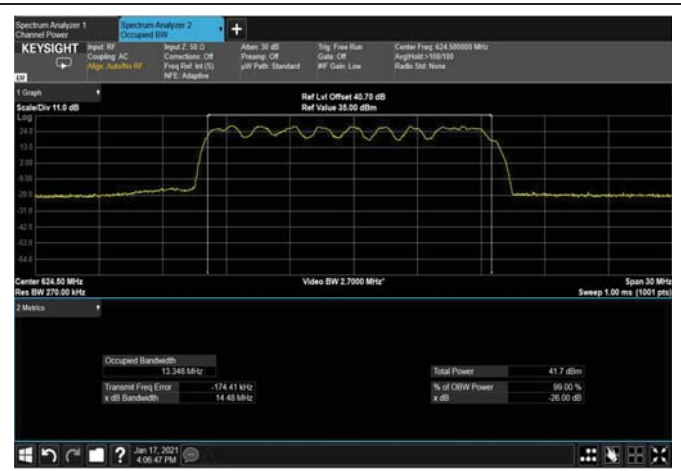 Spectrum Analyzer 1
Channel Power
Spectrum Analyzer 2
Occupied BW
+
KEYSIGHT
LV
Input: RF
Coupling: AC
Align: Auto/No RF
Input Z: 50 Ω
Corrections: Off
Freq Ref: Int (S)
NFE: Adaptive
Atten: 30 dB
Preamp: Off
µW Path: Standard
Trig: Free Run
Gate: Off
#IF Gain: Low
Center Freq: 624.500000 MHz
Avg|Hold:>100/100
Radio Std: None
1 Graph
Scale/Div 11.0 dB
Ref Lvl Offset 40.70 dB
Ref Value 35.00 dBm
Log
24.0
13.0
2.00
-9.00
-20.0
-31.0
-42.0
-53.0
-64.0
Center 624.50 MHz
Res BW 270.00 kHz
Video BW 2.7000 MHz*
Span 30 MHz
Sweep 1.00 ms (1001 pts)
2 Metrics
Occupied Bandwidth
13.348 MHz
Transmit Freq Error -174.41 kHz
x dB Bandwidth 14.48 MHz
Total Power 41.7 dBm
% of OBW Power 99.00 %
x dB -26.00 dB
?
Jan 17, 2021
4:06:47 PM